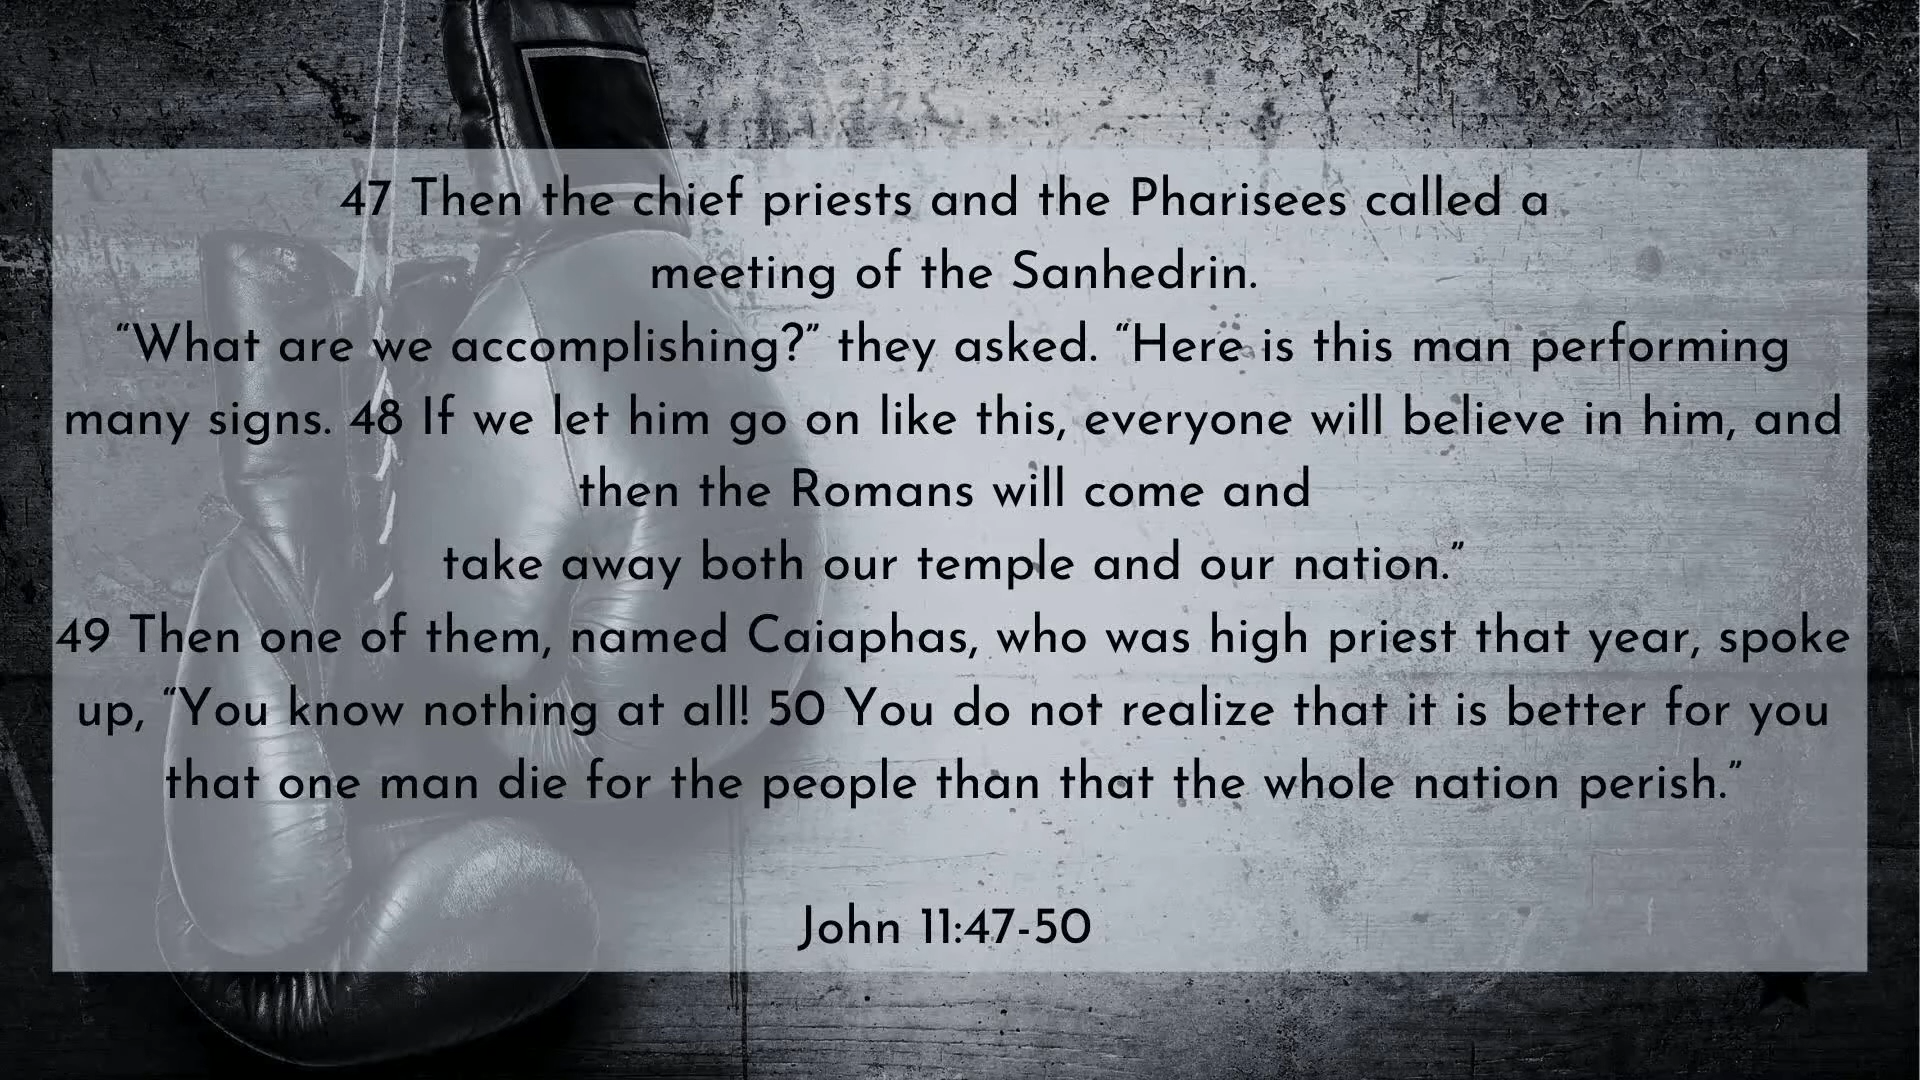 47 Then the chief priests and the Pharisees called a
meeting of the Sanhedrin.
“What are we accomplishing?” they asked. “Here is this man performing
many signs. 48 If we let him go on like this, everyone will believe in him, and
then the Romans will come and
take away both our temple and our nation.”
49 Then one of them, named Caiaphas, who was high priest that year, spoke
up, “You know nothing at all! 50 You do not realize that it is better for you
that one man die for the people than that the whole nation perish.”
John 11:47-50